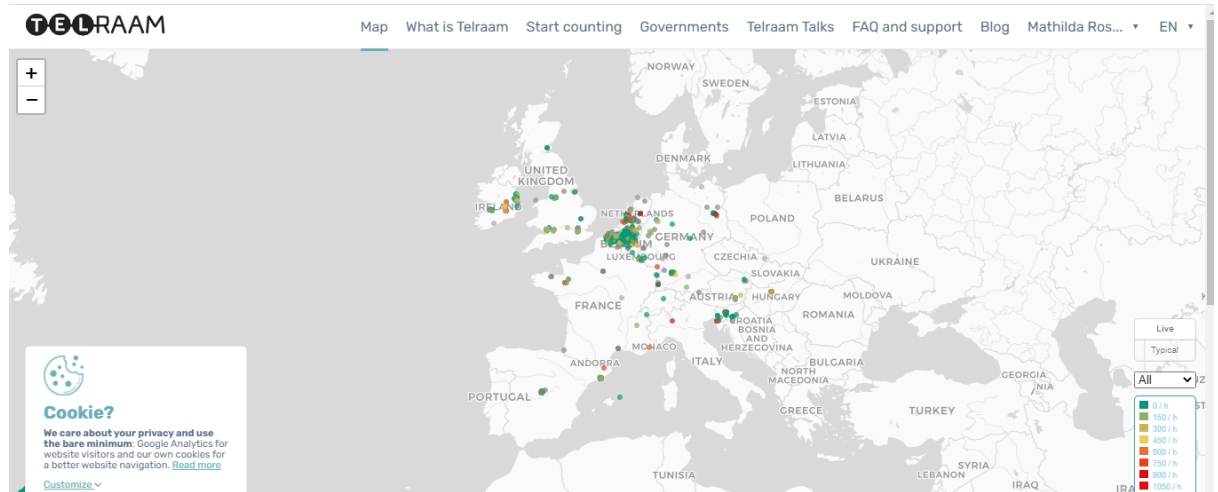 TELRAAM
Map What is Telraam Start counting Governments Telraam Talks FAQ and support Blog Mathilda Ros... ▾ EN ▾
+
−
NORWAY
SWEDEN
ESTONIA
LATVIA
DENMARK
LITHUANIA
UNITED
KINGDOM
BELARUS
IRELAND
NETHERLANDS
POLAND
GERMANY
BELGIUM
LUXEMBOURG
CZECHIA
UKRAINE
SLOVAKIA
AUSTRIA
HUNGARY
MOLDOVA
FRANCE
ROMANIA
CROATIA
BOSNIA
AND
HERZEGOVINA
MONACO
ITALY
BULGARIA
ANDORRA
NORTH
MACEDONIA
GEORGIA
NIA
PORTUGAL
GREECE
TURKEY
TUNISIA
SYRIA
LEBANON
IRAQ
IRA
Live
Typical
All
0 / h
150 / h
300 / h
450 / h
600 / h
750 / h
900 / h
1050 / h
Cookie?
We care about your privacy and use
the bare minimum: Google Analytics for
website visitors and our own cookies for
a better website navigation. Read more
Customize